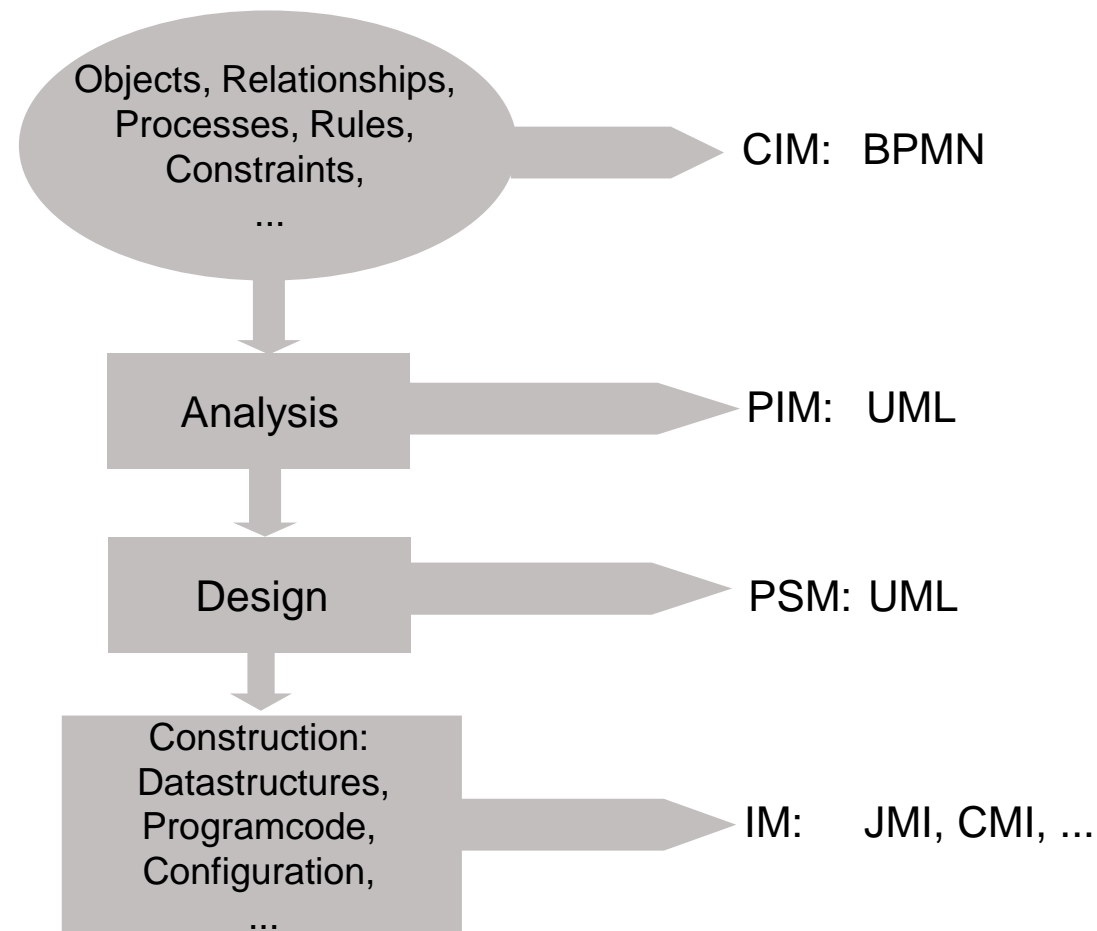 Objects, Relationships,
Processes, Rules,
Constraints,
...
CIM: BPMN
Analysis
PIM: UML
Design
PSM: UML
Construction:
Datastructures,
Programcode,
Configuration,
...
IM: JMI, CMI, ...